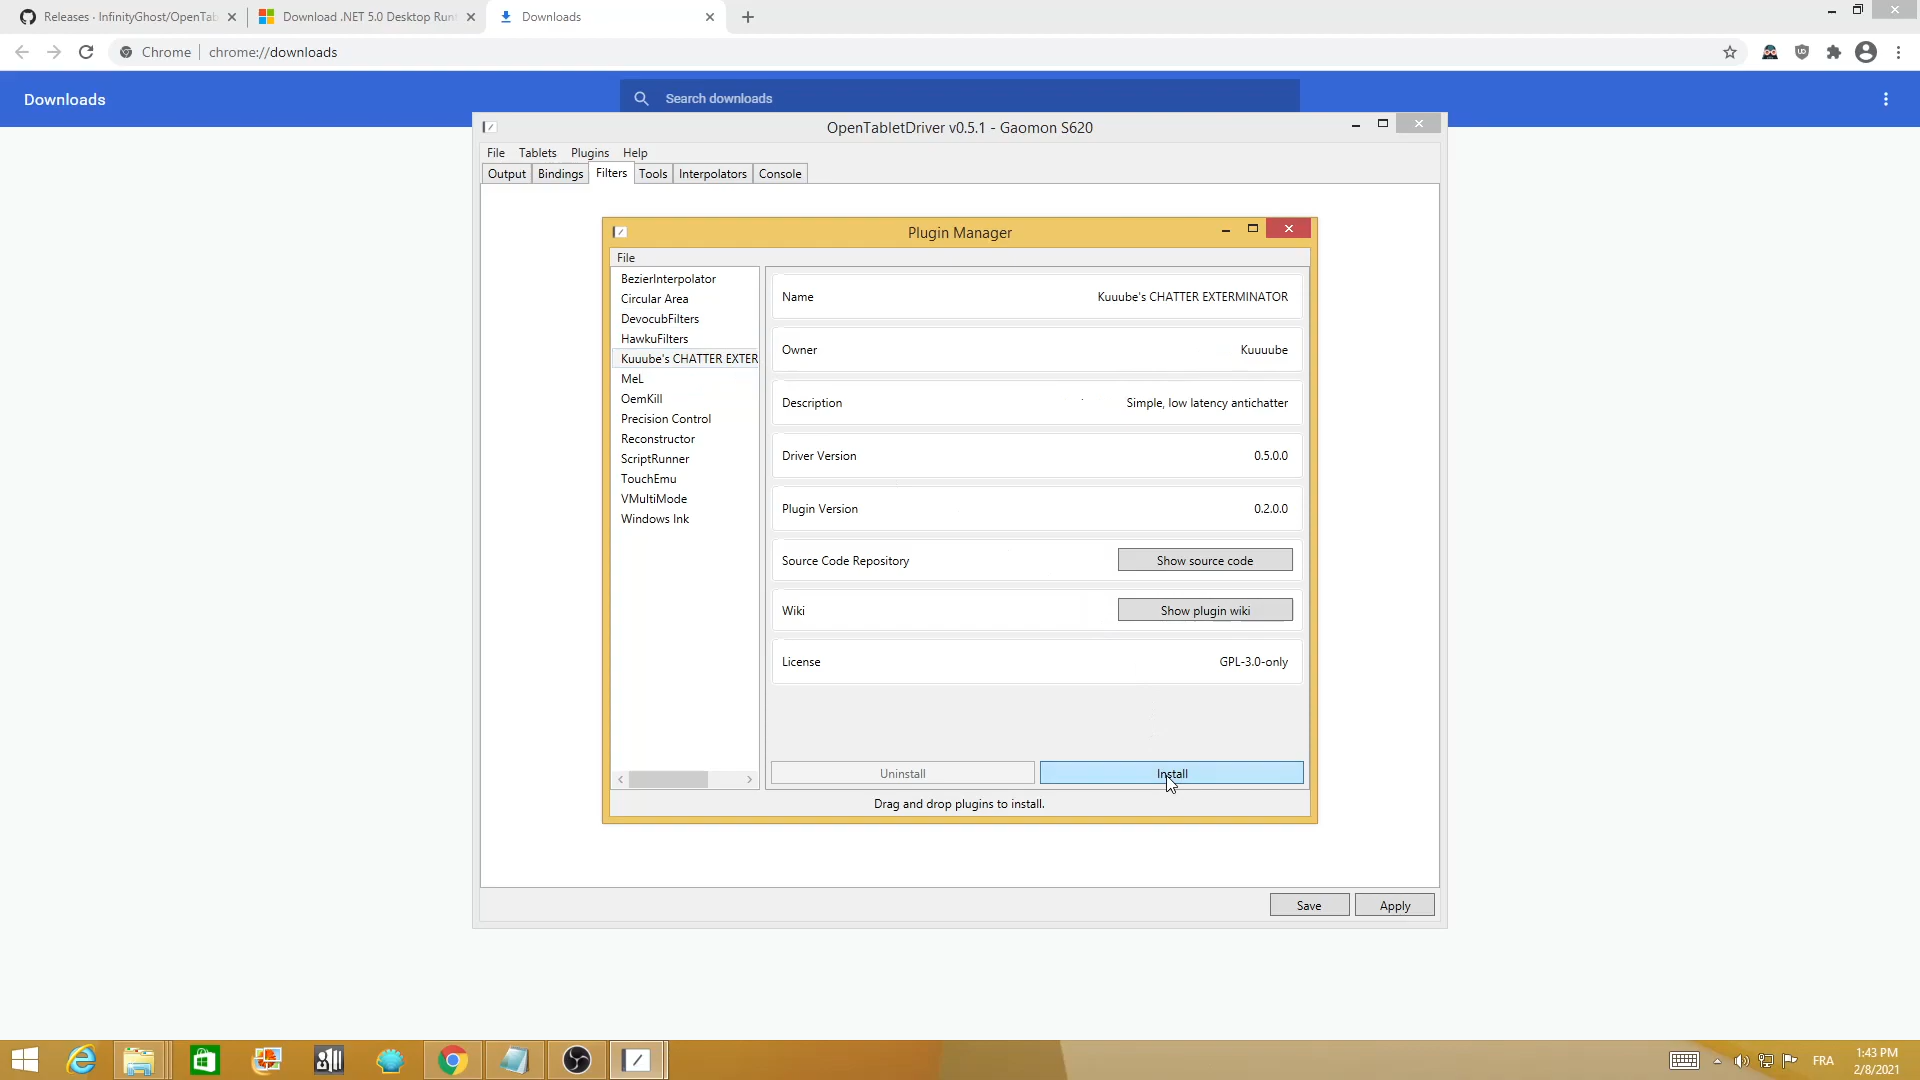 Releases · InfinityGhost/OpenTab
Download .NET 5.0 Desktop Runt
Downloads
Chrome
chrome://downloads
Downloads
Search downloads
OpenTabletDriver v0.5.1 - Gaomon S620
File Tablets Plugins Help
Output Bindings Filters Tools Interpolators Console
Plugin Manager
File
BezierInterpolator
Circular Area
DevocubFilters
HawkuFilters
Kuuube's CHATTER EXTER
MeL
OemKill
Precision Control
Reconstructor
ScriptRunner
TouchEmu
VMultiMode
Windows Ink
Name Kuuube's CHATTER EXTERMINATOR
Owner Kuuuube
Description Simple, low latency antichatter
Driver Version 0.5.0.0
Plugin Version 0.2.0.0
Source Code Repository Show source code
Wiki Show plugin wiki
License GPL-3.0-only
Uninstall Install
Drag and drop plugins to install.
Save Apply
FRA
1:43 PM
2/8/2021